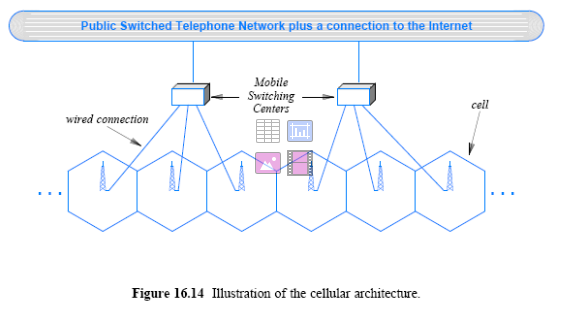 Public Switched Telephone Network plus a connection to the Internet
Mobile
Switching
Centers
wired connection
cell
Figure 16.14 Illustration of the cellular architecture.